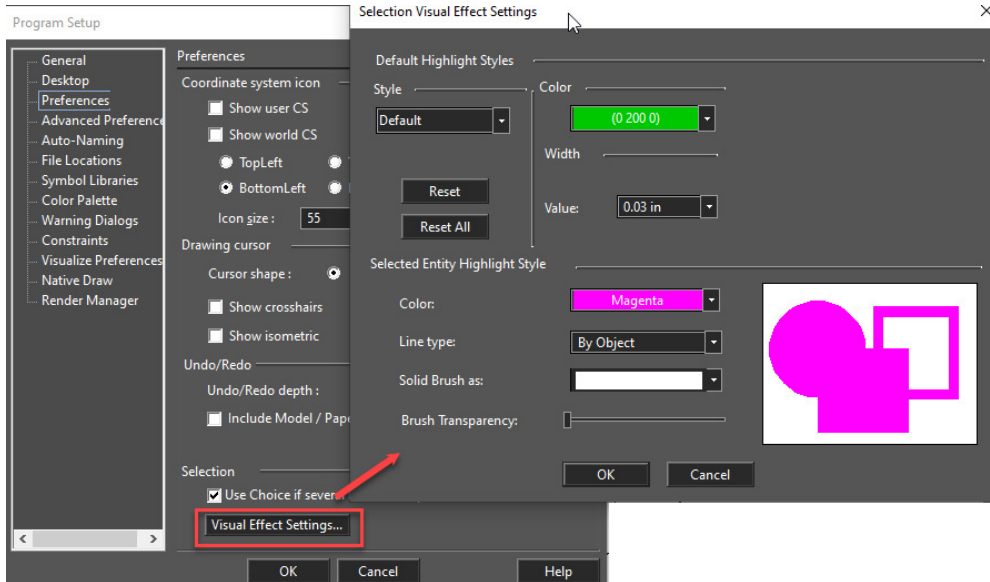 Program Setup
General
Desktop
Preferences
Advanced Preference
Auto-Naming
File Locations
Symbol Libraries
Color Palette
Warning Dialogs
Constraints
Visualize Preferences
Native Draw
Render Manager
Preferences
Coordinate system icon
Show user CS
Show world CS
TopLeft
BottomLeft
Icon size : 55
Drawing cursor
Cursor shape :
Show crosshairs
Show isometric
Undo/Redo
Undo/Redo depth :
Include Model / Pape
Selection
Use Choice if severa
Visual Effect Settings...
OK Cancel Help
Selection Visual Effect Settings
Default Highlight Styles
Style
Default
Reset
Reset All
Color
(0 200 0)
Width
Value: 0.03 in
Selected Entity Highlight Style
Color: Magenta
Line type: By Object
Solid Brush as:
Brush Transparency:
OK Cancel